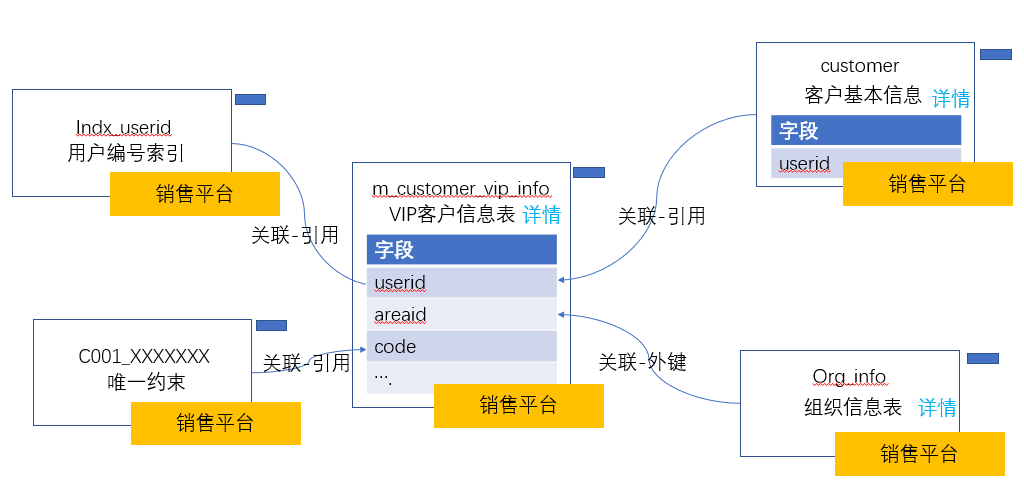 Indx_userid
用户编号索引
销售平台
关联-引用
C001_XXXXXXX
唯一约束
销售平台
关联-引用
m_customer_vip_info
VIP客户信息表 详情
字段
userid
areaid
code
….
销售平台
customer
客户基本信息 详情
字段
userid
销售平台
关联-引用
关联-外键
Org_info
组织信息表 详情
销售平台